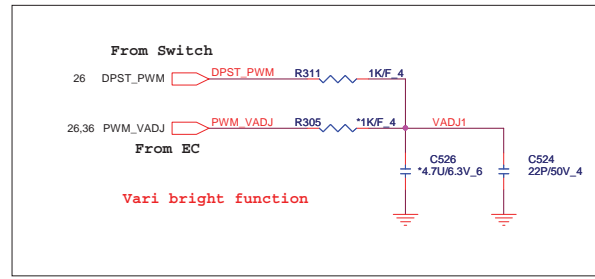 From Switch
26 DPST_PWM DPST_PWM R311 1K/F_4
26,36 PWM_VADJ PWM_VADJ R305 *1K/F_4 VADJ1
From EC
C526 C524
*4.7U/6.3V_6 22P/50V_4
Vari bright function